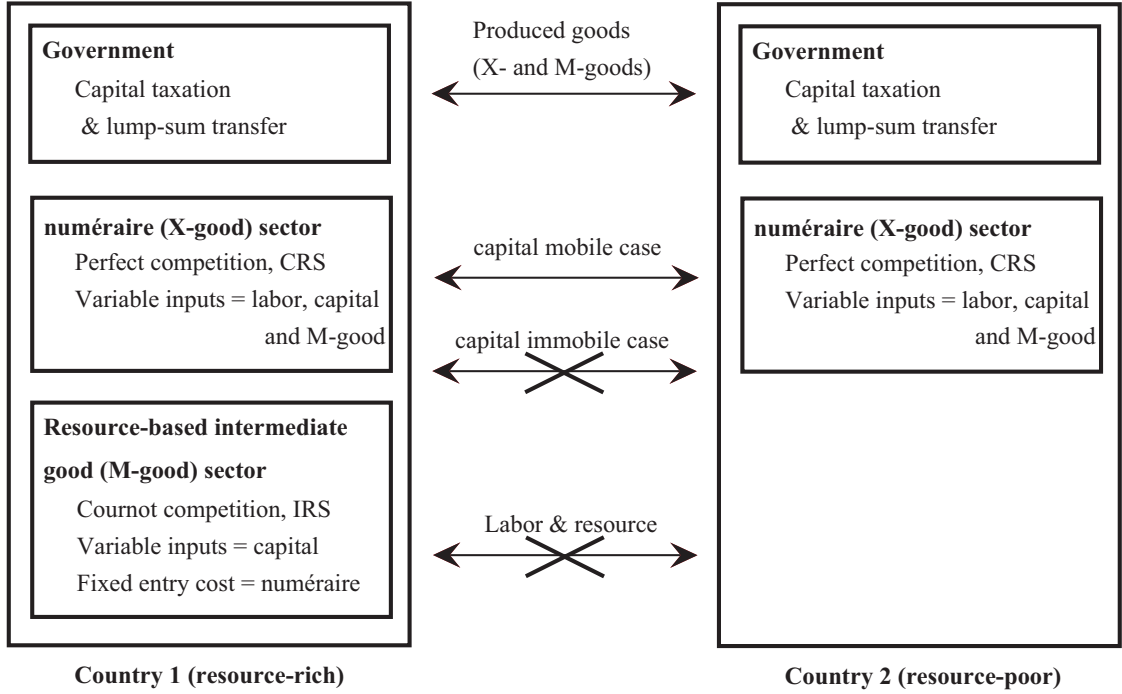 Government
Capital taxation
& lump-sum transfer
numéraire (X-good) sector
Perfect competition, CRS
Variable inputs = labor, capital
and M-good
Resource-based intermediate
good (M-good) sector
Cournot competition, IRS
Variable inputs = capital
Fixed entry cost = numéraire
Country 1 (resource-rich)
Produced goods
(X- and M-goods)
capital mobile case
capital immobile case
Labor & resource
Government
Capital taxation
& lump-sum transfer
numéraire (X-good) sector
Perfect competition, CRS
Variable inputs = labor, capital
and M-good
Country 2 (resource-poor)